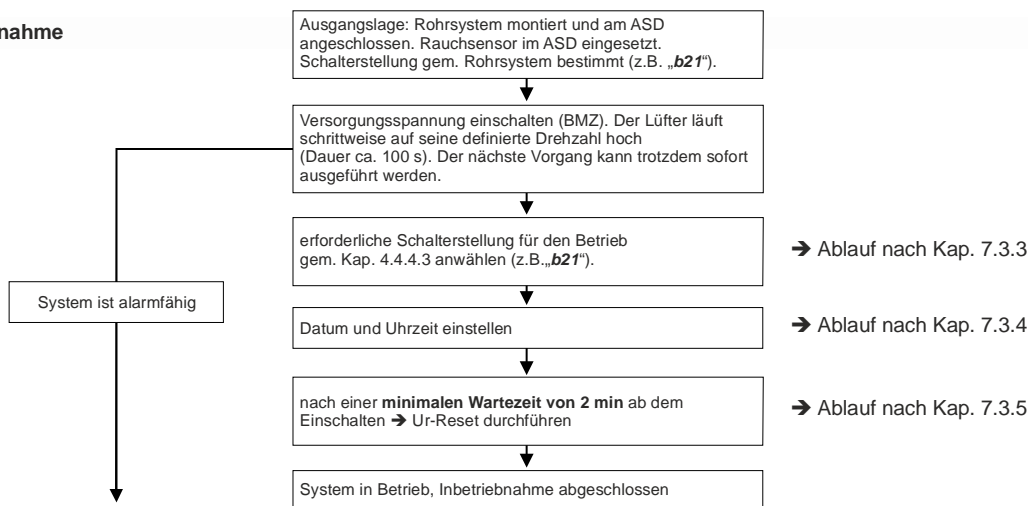 nahme
Ausgangslage: Rohrsystem montiert und am ASD
angeschlossen. Rauchsensor im ASD eingesetzt.
Schalterstellung gem. Rohrsystem bestimmt (z.B. „b21“).
Versorgungsspannung einschalten (BMZ). Der Lüfter läuft
schrittweise auf seine definierte Drehzahl hoch
(Dauer ca. 100 s). Der nächste Vorgang kann trotzdem sofort
ausgeführt werden.
erforderliche Schalterstellung für den Betrieb
gem. Kap. 4.4.4.3 anwählen (z.B.„b21“).
➔ Ablauf nach Kap. 7.3.3
System ist alarmfähig
Datum und Uhrzeit einstellen
➔ Ablauf nach Kap. 7.3.4
nach einer minimalen Wartezeit von 2 min ab dem
Einschalten ➔ Ur-Reset durchführen
➔ Ablauf nach Kap. 7.3.5
System in Betrieb, Inbetriebnahme abgeschlossen